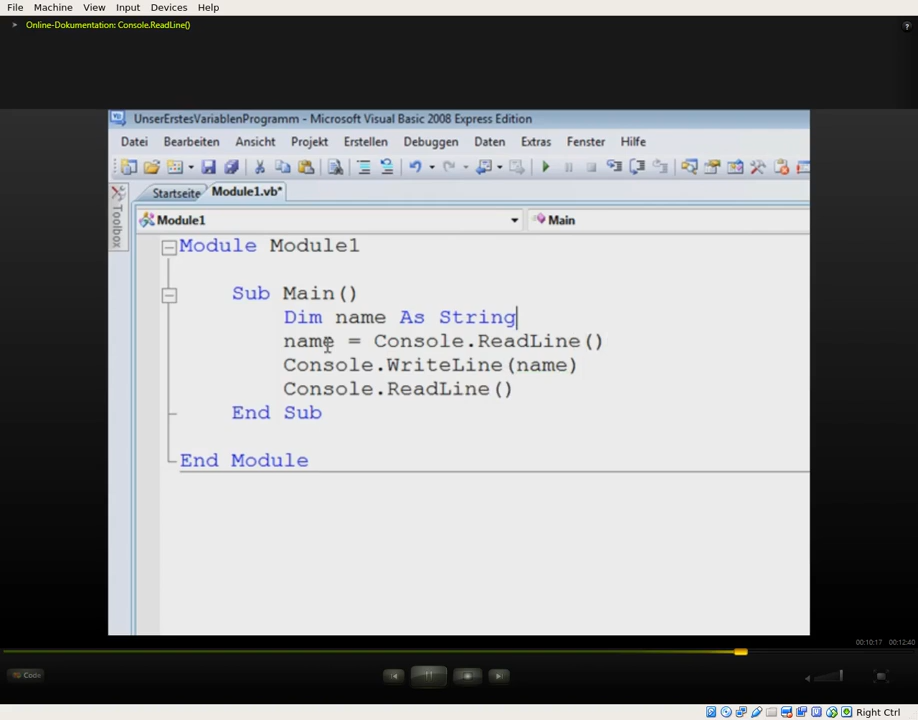 File Machine View Input Devices Help
Online-Dokumentation: Console.ReadLine()
?
UnserErstesVariablenProgramm - Microsoft Visual Basic 2008 Express Edition
Datei Bearbeiten Ansicht Projekt Erstellen Debuggen Daten Extras Fenster Hilfe
Startseite Module1.vb*
Toolbox
Module1 Main
Module Module1
Sub Main()
Dim name As String
name = Console.ReadLine()
Console.WriteLine(name)
Console.ReadLine()
End Sub
End Module
00:10:17 00:12:40
Code
Right Ctrl